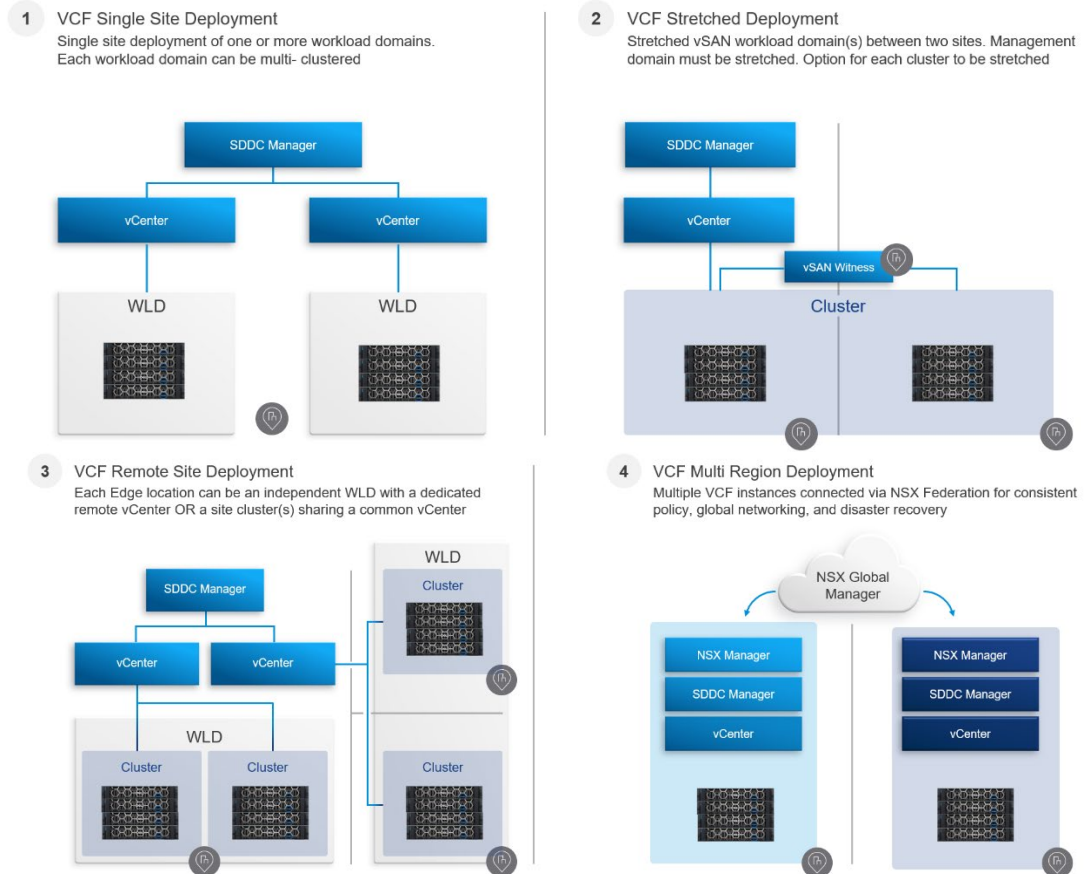 1 VCF Single Site Deployment
Single site deployment of one or more workload domains.
Each workload domain can be multi- clustered
SDDC Manager
vCenter vCenter
WLD WLD
2 VCF Stretched Deployment
Stretched vSAN workload domain(s) between two sites. Management
domain must be stretched. Option for each cluster to be stretched
SDDC Manager
vCenter
vSAN Witness
Cluster
3 VCF Remote Site Deployment
Each Edge location can be an independent WLD with a dedicated
remote vCenter OR a site cluster(s) sharing a common vCenter
SDDC Manager
vCenter vCenter
WLD
Cluster Cluster
WLD
Cluster
Cluster
4 VCF Multi Region Deployment
Multiple VCF instances connected via NSX Federation for consistent
policy, global networking, and disaster recovery
NSX Global
Manager
NSX Manager
SDDC Manager
vCenter
NSX Manager
SDDC Manager
vCenter